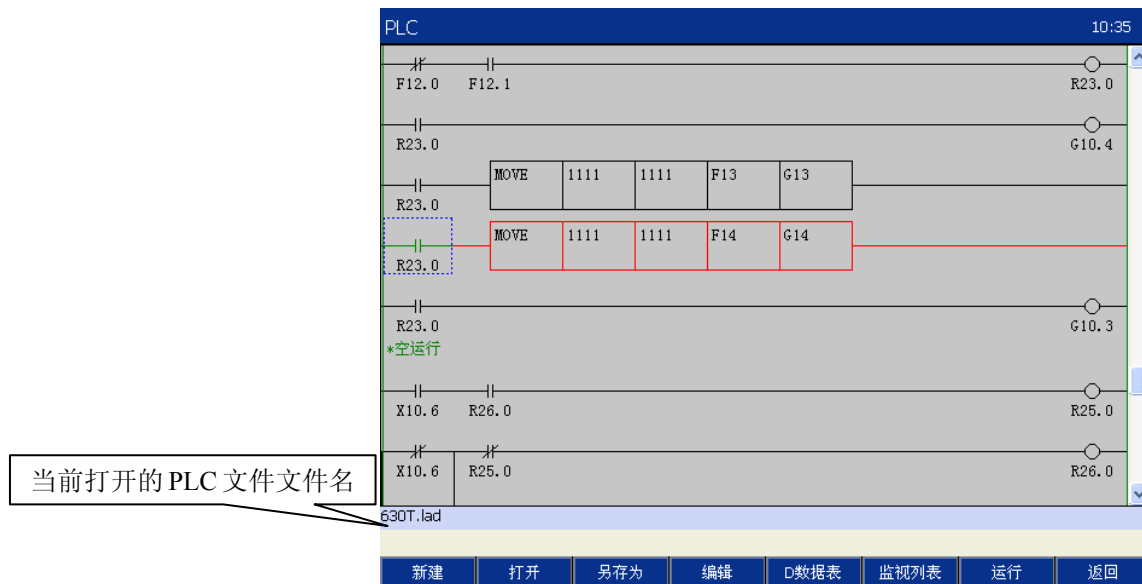 PLC 10:35
F12.0 F12.1 R23.0
R23.0 G10.4
MOVE 1111 1111 F13 G13
R23.0
MOVE 1111 1111 F14 G14
R23.0
R23.0 G10.3
*空运行
X10.6 R26.0 R25.0
X10.6 R25.0 R26.0
当前打开的PLC文件文件名
630T.lad
新建 打开 另存为 编辑 D数据表 监视列表 运行 返回